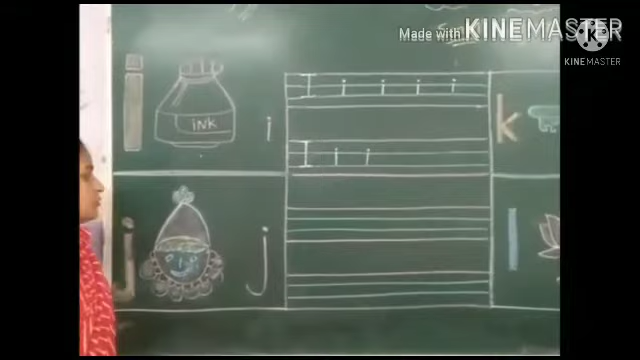 Made with KINEMASTER
K
KINEMASTER
i
INK
i
I i i i i
I i i
k
j
j
l